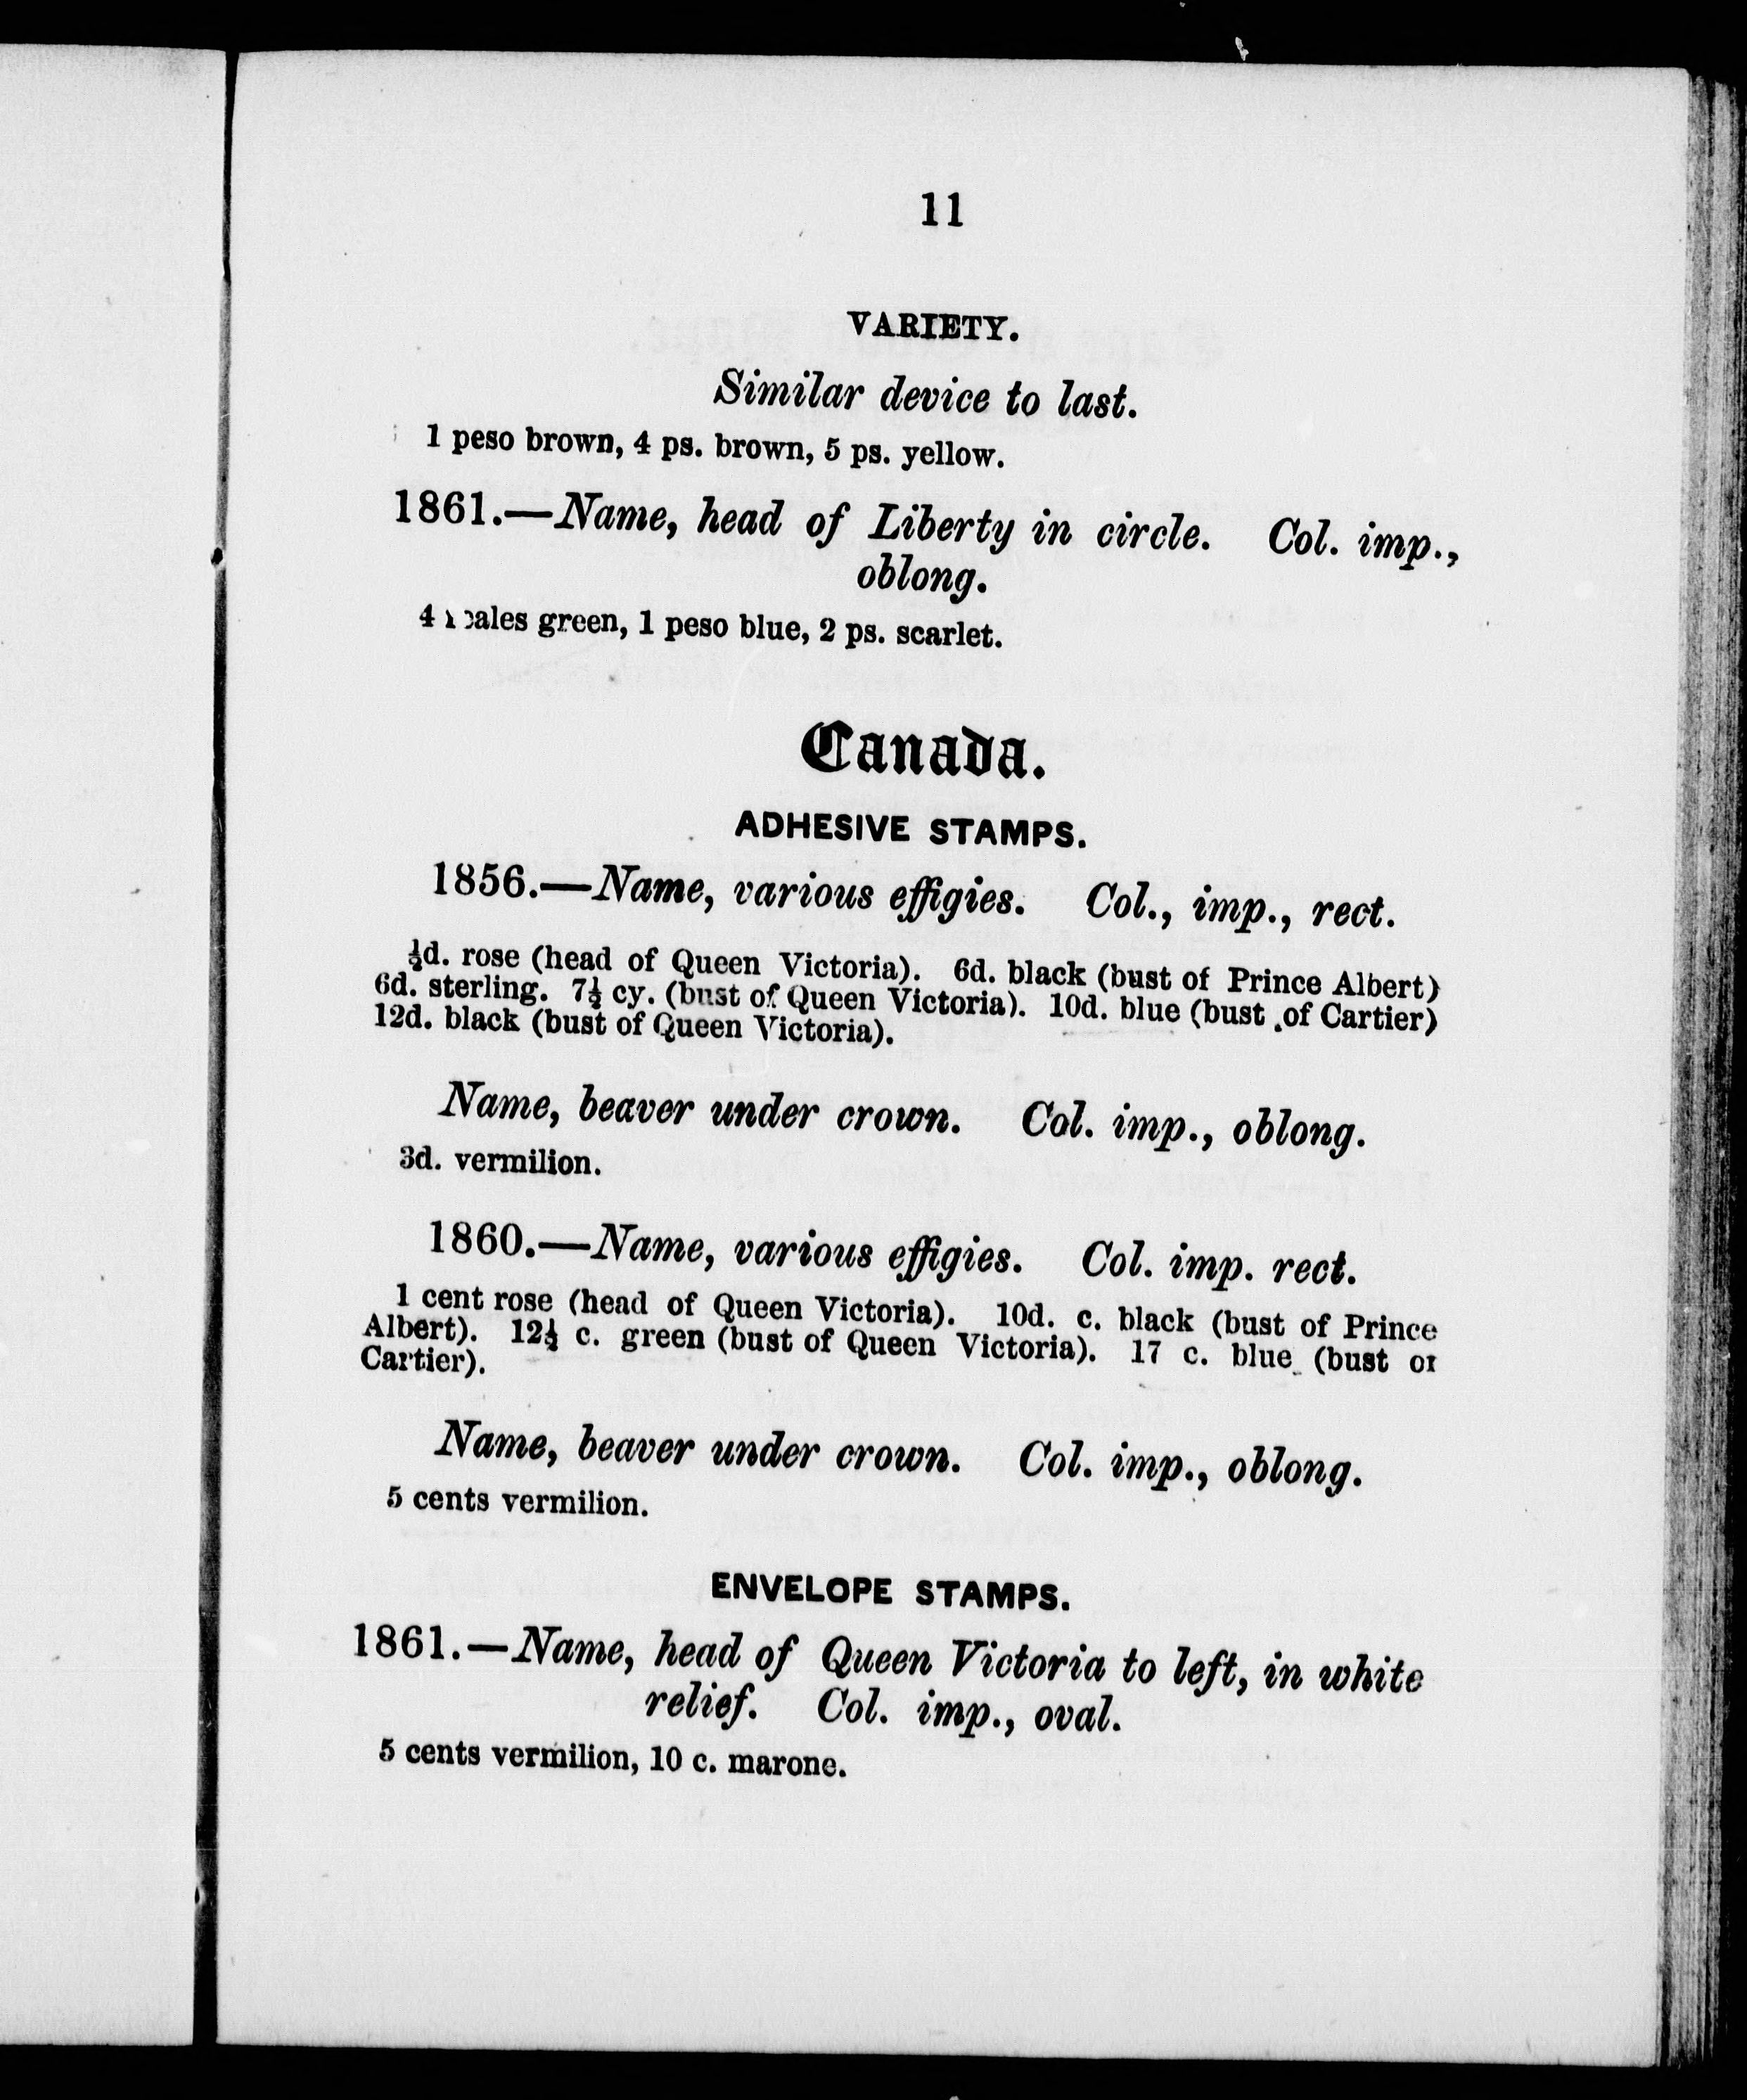 11
VARIETY.
Similar device to last.
1 peso brown, 4 ps. brown, 5 ps. yellow.
1861.—Name, head of Liberty in circle. Col. imp.,
oblong.
4 reales green, 1 peso blue, 2 ps. scarlet.
Canada.
ADHESIVE STAMPS.
1856.—Name, various effigies. Col., imp., rect.
½d. rose (head of Queen Victoria). 6d. black (bust of Prince Albert)
6d. sterling. 7½ cy. (bust of Queen Victoria). 10d. blue (bust of Cartier)
12d. black (bust of Queen Victoria).
Name, beaver under crown. Col. imp., oblong.
3d. vermilion.
1860.—Name, various effigies. Col. imp. rect.
1 cent rose (head of Queen Victoria). 10d. c. black (bust of Prince
Albert). 12½ c. green (bust of Queen Victoria). 17 c. blue (bust of
Cartier).
Name, beaver under crown. Col. imp., oblong.
5 cents vermilion.
ENVELOPE STAMPS.
1861.—Name, head of Queen Victoria to left, in white
relief. Col. imp., oval.
5 cents vermilion, 10 c. marone.